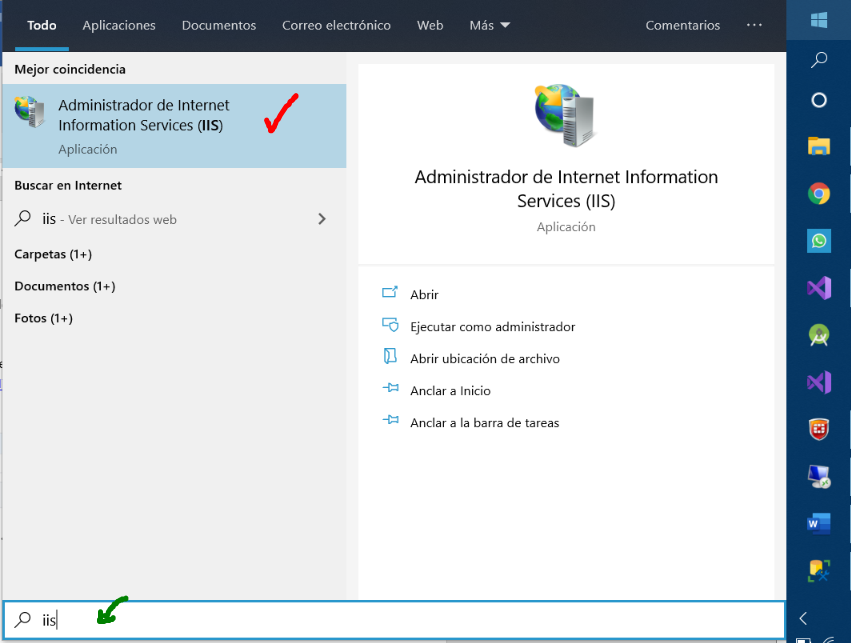 Todo Aplicaciones Documentos Correo electrónico Web Más Comentarios ...
Mejor coincidencia
Administrador de Internet
Information Services (IIS)
Aplicación
Buscar en Internet
iis - Ver resultados web
Carpetas (1+)
Documentos (1+)
Fotos (1+)
Administrador de Internet Information
Services (IIS)
Aplicación
Abrir
Ejecutar como administrador
Abrir ubicación de archivo
Anclar a Inicio
Anclar a la barra de tareas
iis